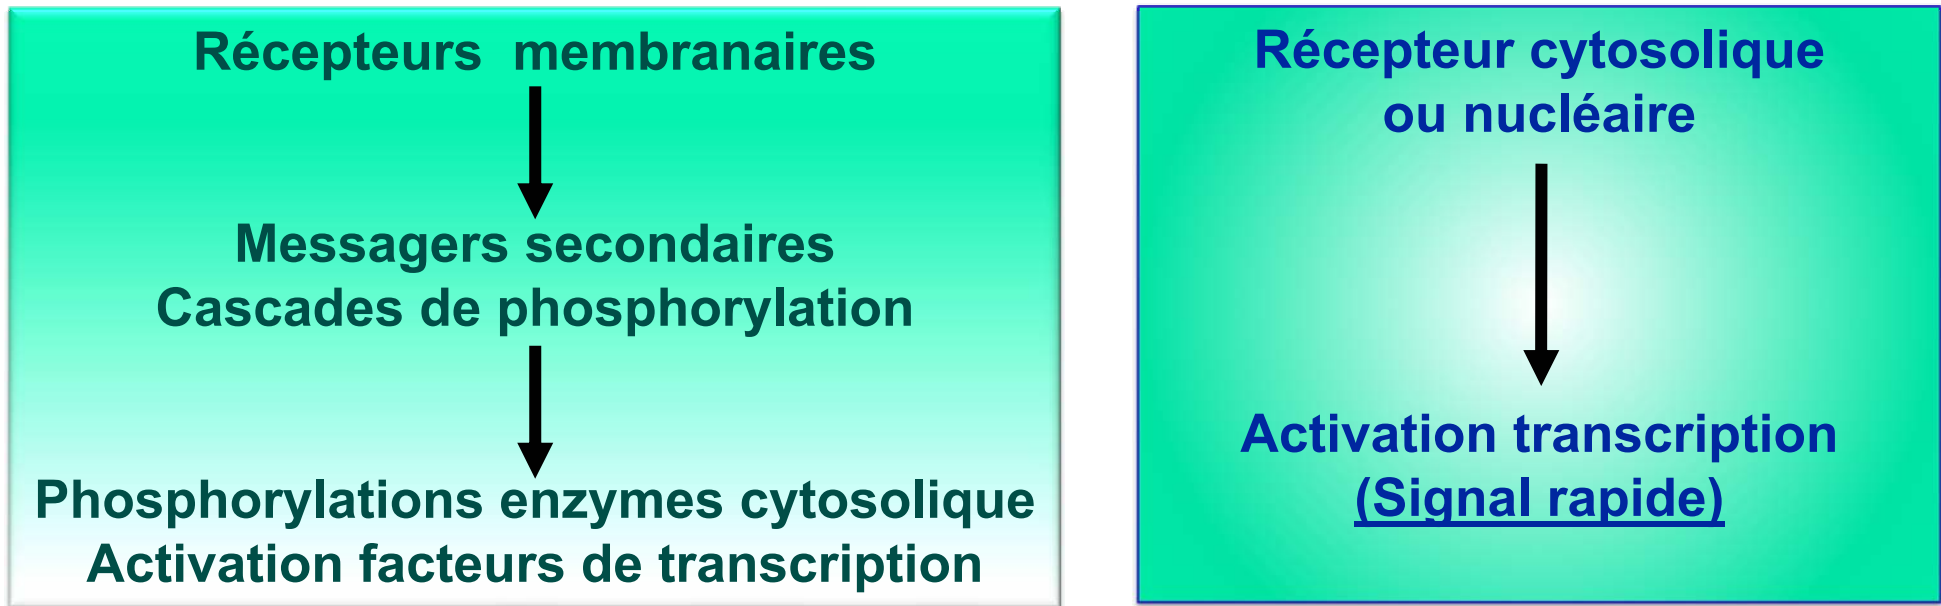 Récepteurs membranaires
Messagers secondaires
Cascades de phosphorylation
Phosphorylations enzymes cytosolique
Activation facteurs de transcription
Récepteur cytosolique
ou nucléaire
Activation transcription
(Signal rapide)